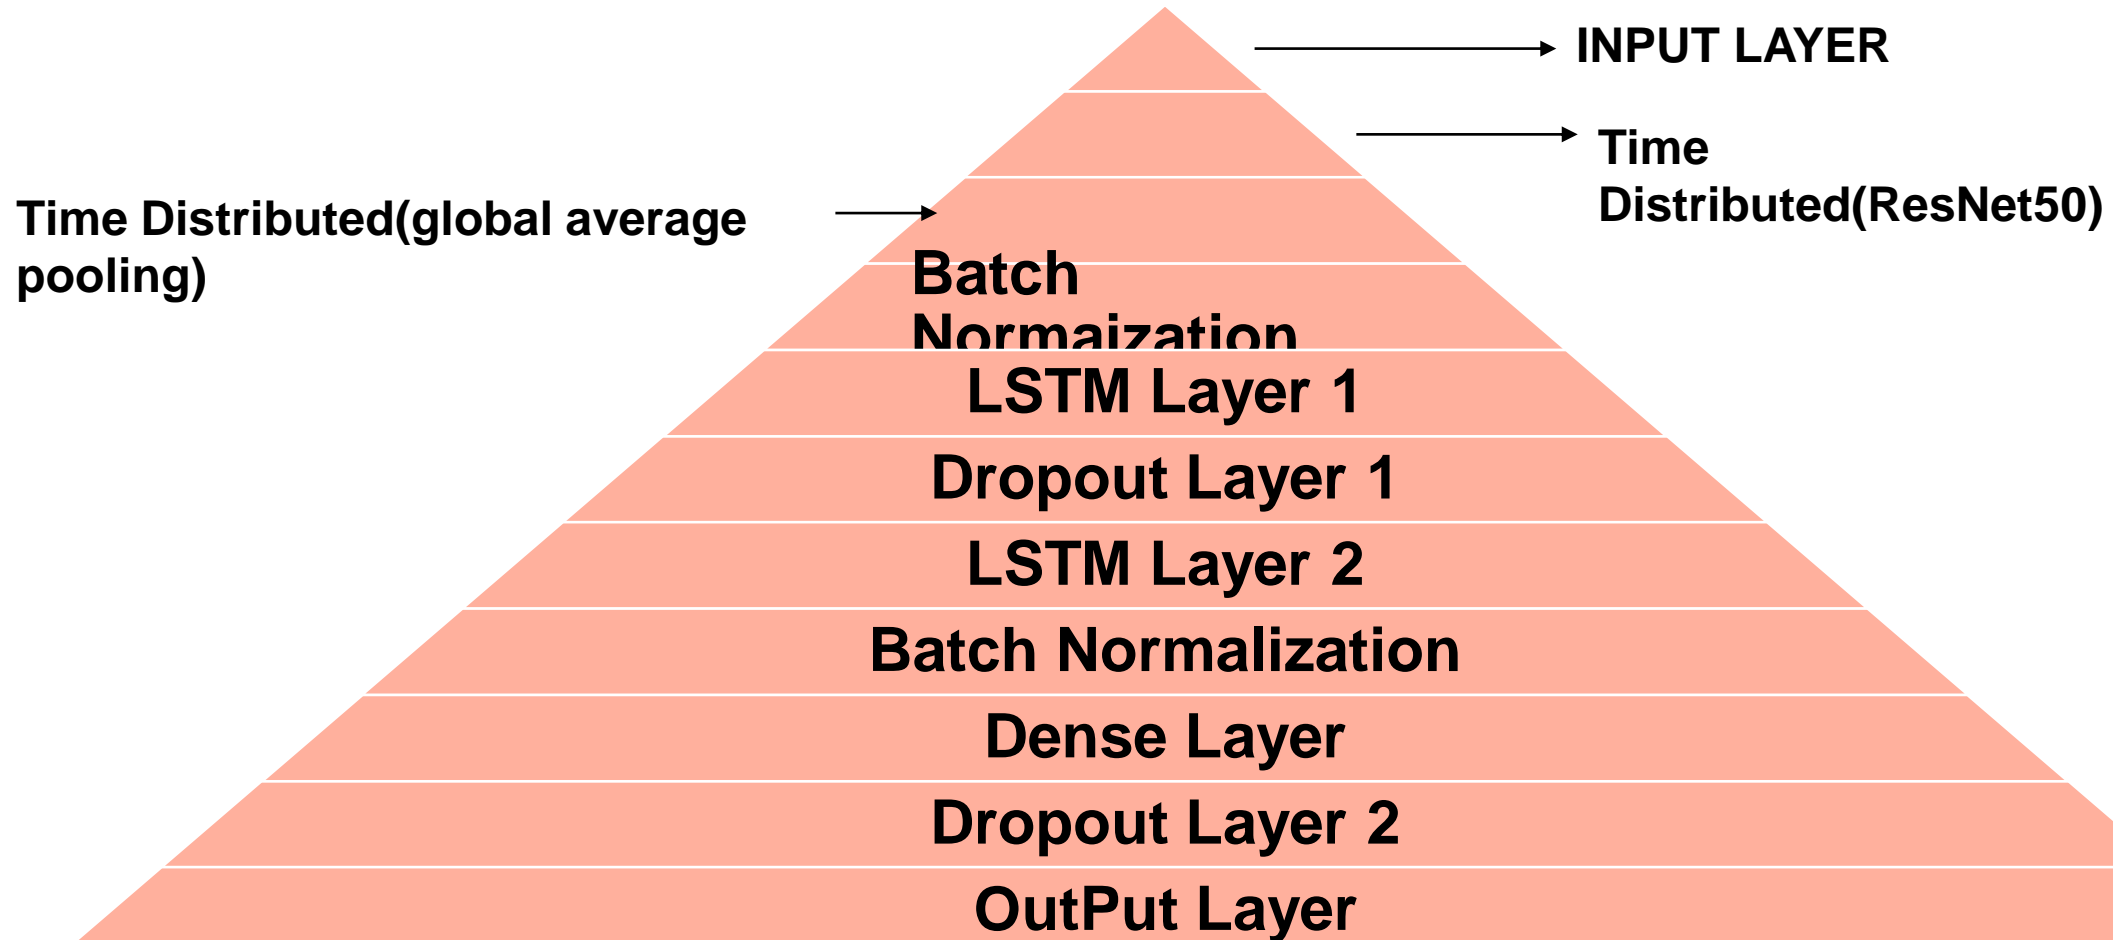 INPUT LAYER
Time
Distributed(ResNet50)
Time Distributed(global average
pooling)
Batch
Normaization
LSTM Layer 1
Dropout Layer 1
LSTM Layer 2
Batch Normalization
Dense Layer
Dropout Layer 2
OutPut Layer